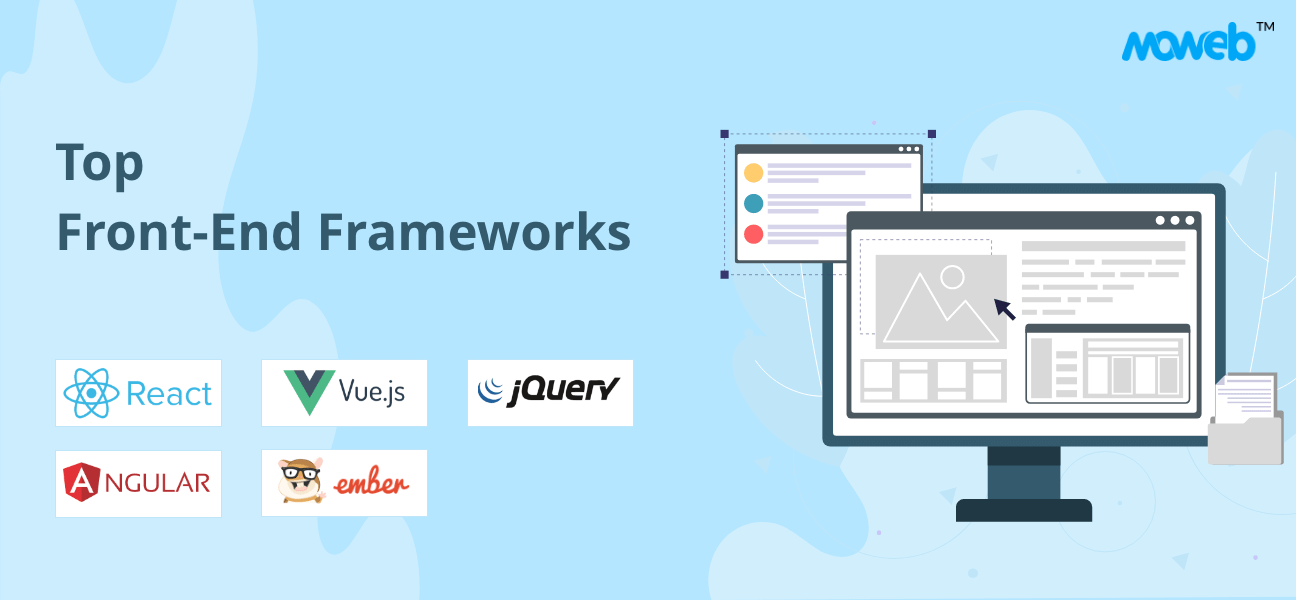 moweb™
Top
Front-End Frameworks
React
Vue.js
jQuery
ANGULAR
ember